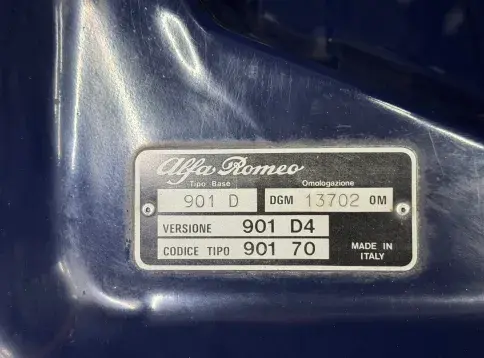 Alfa Romeo
Tipo Base Omologazione
901 D DGM 13702 OM
VERSIONE 901 D4
CODICE TIPO 901 70
MADE IN
ITALY